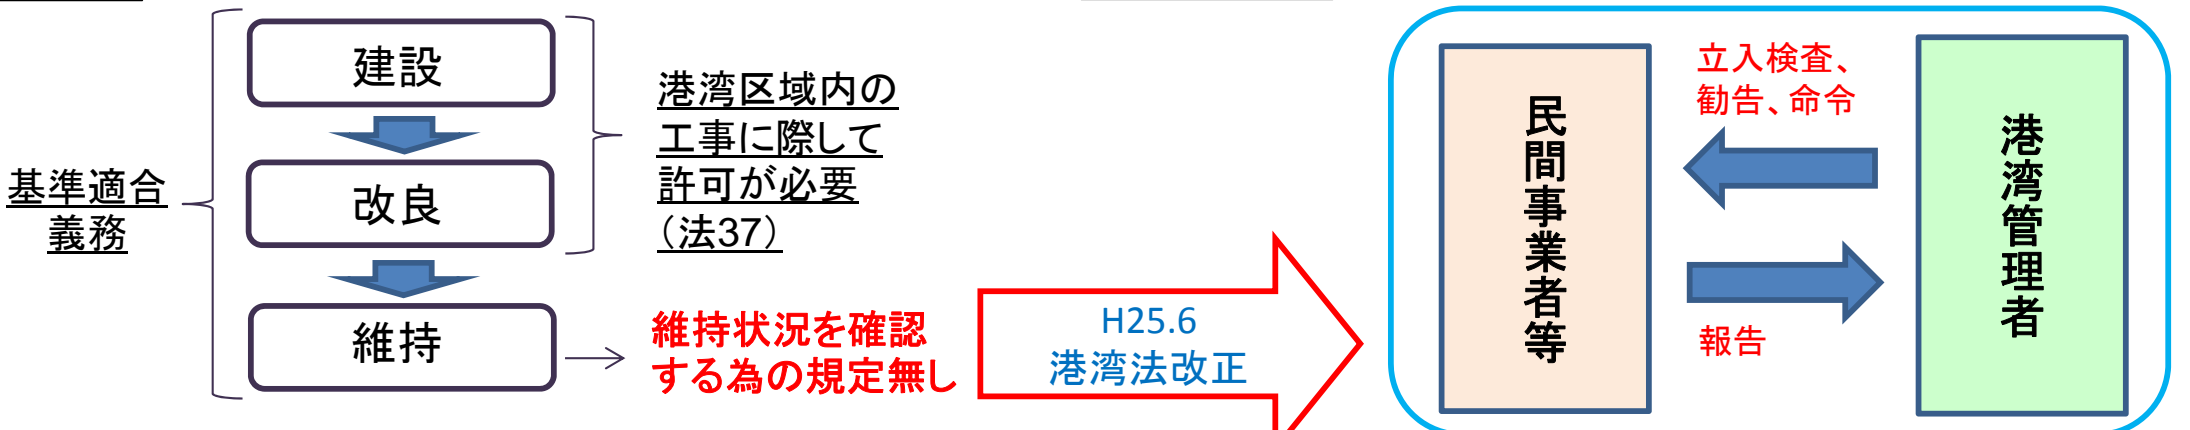 基準適合
義務
建設
改良
維持
港湾区域内の
工事に際して
許可が必要
（法37）
維持状況を確認
する為の規定無し
H25.6
港湾法改正
民間事業者等
立入検査、
勧告、命令
報告
港湾管理者